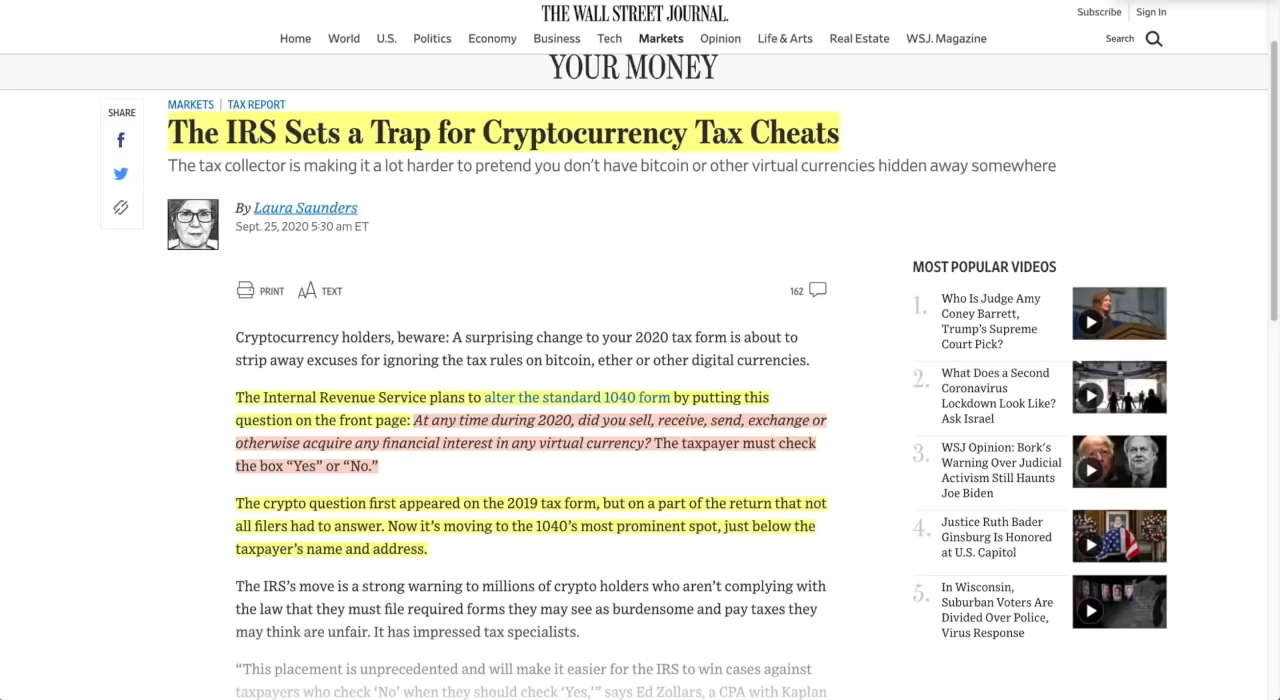 THE WALL STREET JOURNAL.
Subscribe
Sign In
Home World U.S. Politics Economy Business Tech Markets Opinion Life & Arts Real Estate WSJ. Magazine
Search
YOUR MONEY
SHARE
MARKETS | TAX REPORT
The IRS Sets a Trap for Cryptocurrency Tax Cheats
The tax collector is making it a lot harder to pretend you don't have bitcoin or other virtual currencies hidden away somewhere
By Laura Saunders
Sept. 25, 2020 5:30 am ET
PRINT
TEXT
162
Cryptocurrency holders, beware: A surprising change to your 2020 tax form is about to
strip away excuses for ignoring the tax rules on bitcoin, ether or other digital currencies.
The Internal Revenue Service plans to alter the standard 1040 form by putting this
question on the front page: At any time during 2020, did you sell, receive, send, exchange or
otherwise acquire any financial interest in any virtual currency? The taxpayer must check
the box “Yes” or “No.”
The crypto question first appeared on the 2019 tax form, but on a part of the return that not
all filers had to answer. Now it's moving to the 1040's most prominent spot, just below the
taxpayer's name and address.
The IRS's move is a strong warning to millions of crypto holders who aren't complying with
the law that they must file required forms they may see as burdensome and pay taxes they
may think are unfair. It has impressed tax specialists.
“This placement is unprecedented and will make it easier for the IRS to win cases against
taxpayers who check ‘No’ when they should check ‘Yes,’” says Ed Zollars, a CPA with Kaplan
MOST POPULAR VIDEOS
1.
Who Is Judge Amy
Coney Barrett,
Trump's Supreme
Court Pick?
2.
What Does a Second
Coronavirus
Lockdown Look Like?
Ask Israel
3.
WSJ Opinion: Bork's
Warning Over Judicial
Activism Still Haunts
Joe Biden
4.
Justice Ruth Bader
Ginsburg Is Honored
at U.S. Capitol
5.
In Wisconsin,
Suburban Voters Are
Divided Over Police,
Virus Response